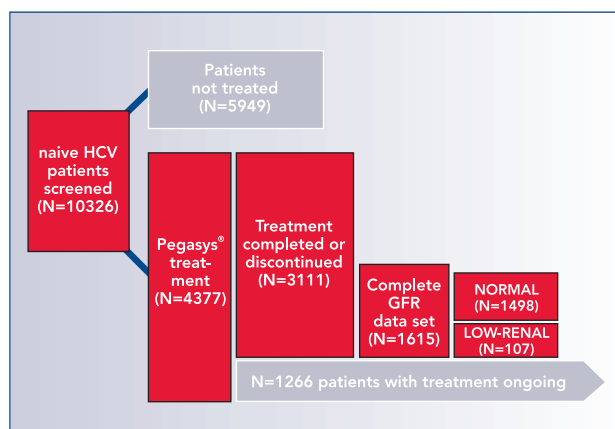 Patients
not treated
(N=5949)
naive HCV
patients
screened
(N=10326)
Pegasys®
treat-
ment
(N=4377)
Treatment
completed or
discontinued
(N=3111)
Complete
GFR
data set
(N=1615)
NORMAL
(N=1498)
LOW-RENAL
(N=107)
N=1266 patients with treatment ongoing